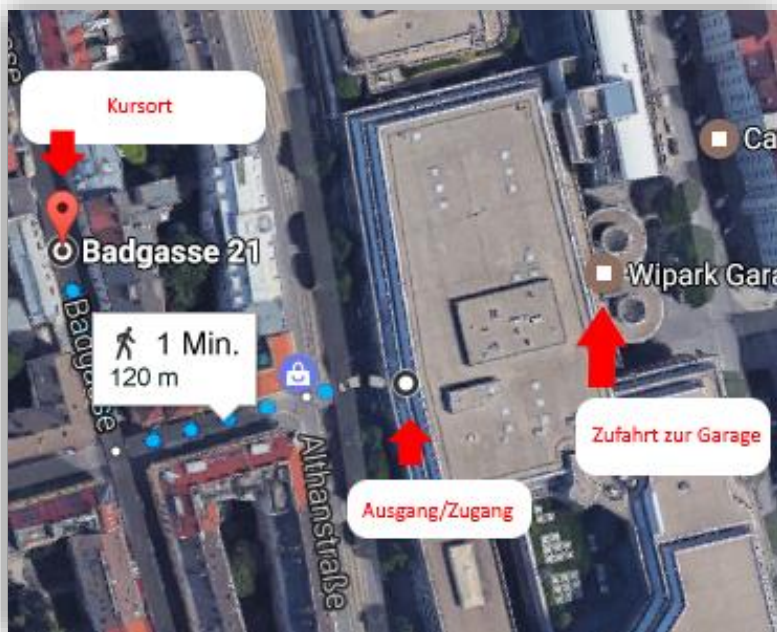 Kursort
Ca
Badgasse 21
Wipark Gara
Badgasse
1 Min.
120 m
Zufahrt zur Garage
Ausgang/Zugang
Althanstraße